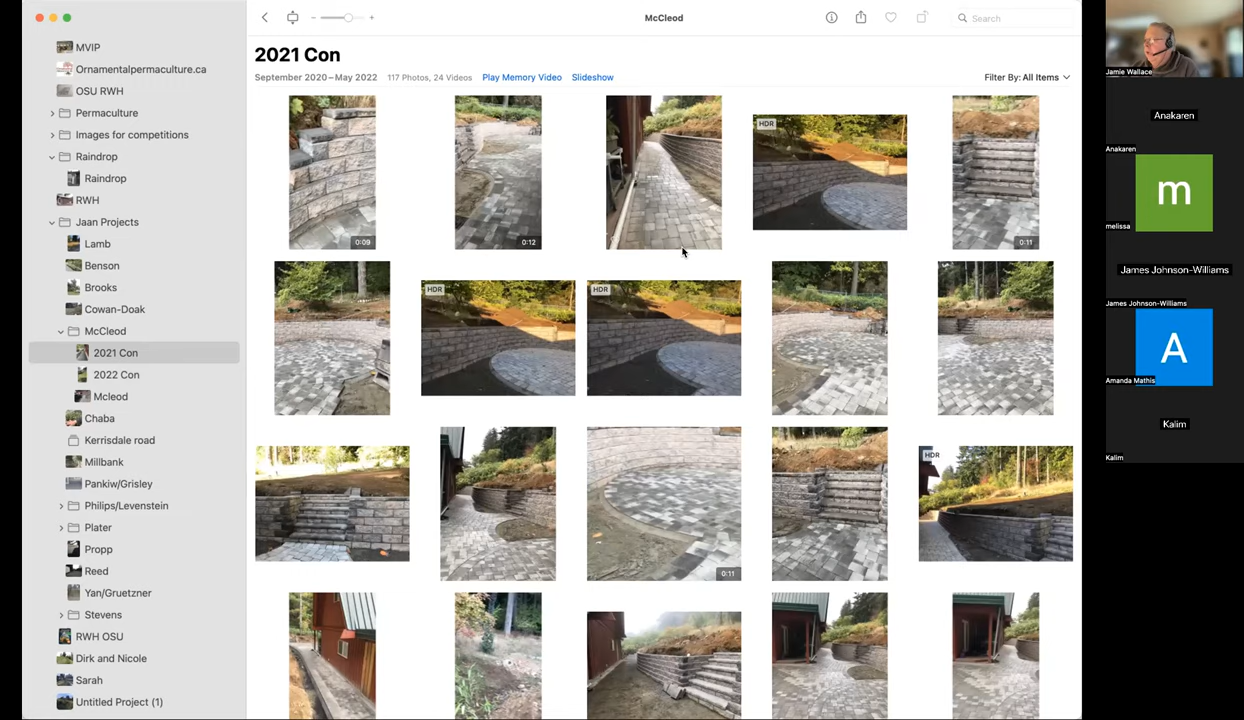 McCleod
Search
MVIP
Ornamentalpermaculture.ca
OSU RWH
Permaculture
Images for competitions
Raindrop
Raindrop
RWH
Jaan Projects
Lamb
Benson
Brooks
Cowan-Doak
McCleod
2021 Con
2022 Con
Mcleod
Chaba
Kerrisdale road
Millbank
Pankiw/Grisley
Philips/Levenstein
Plater
Propp
Reed
Yan/Gruetzner
Stevens
RWH OSU
Dirk and Nicole
Sarah
Untitled Project (1)
2021 Con
September 2020–May 2022 117 Photos, 24 Videos Play Memory Video Slideshow Filter By: All Items
HDR
0:09 0:12 0:11
HDR HDR
HDR
0:11
Jamie Wallace
Anakaren
Anakaren
m
melissa
James Johnson-Williams
James Johnson-Williams
A
Amanda Mathis
Kalim
Kalim